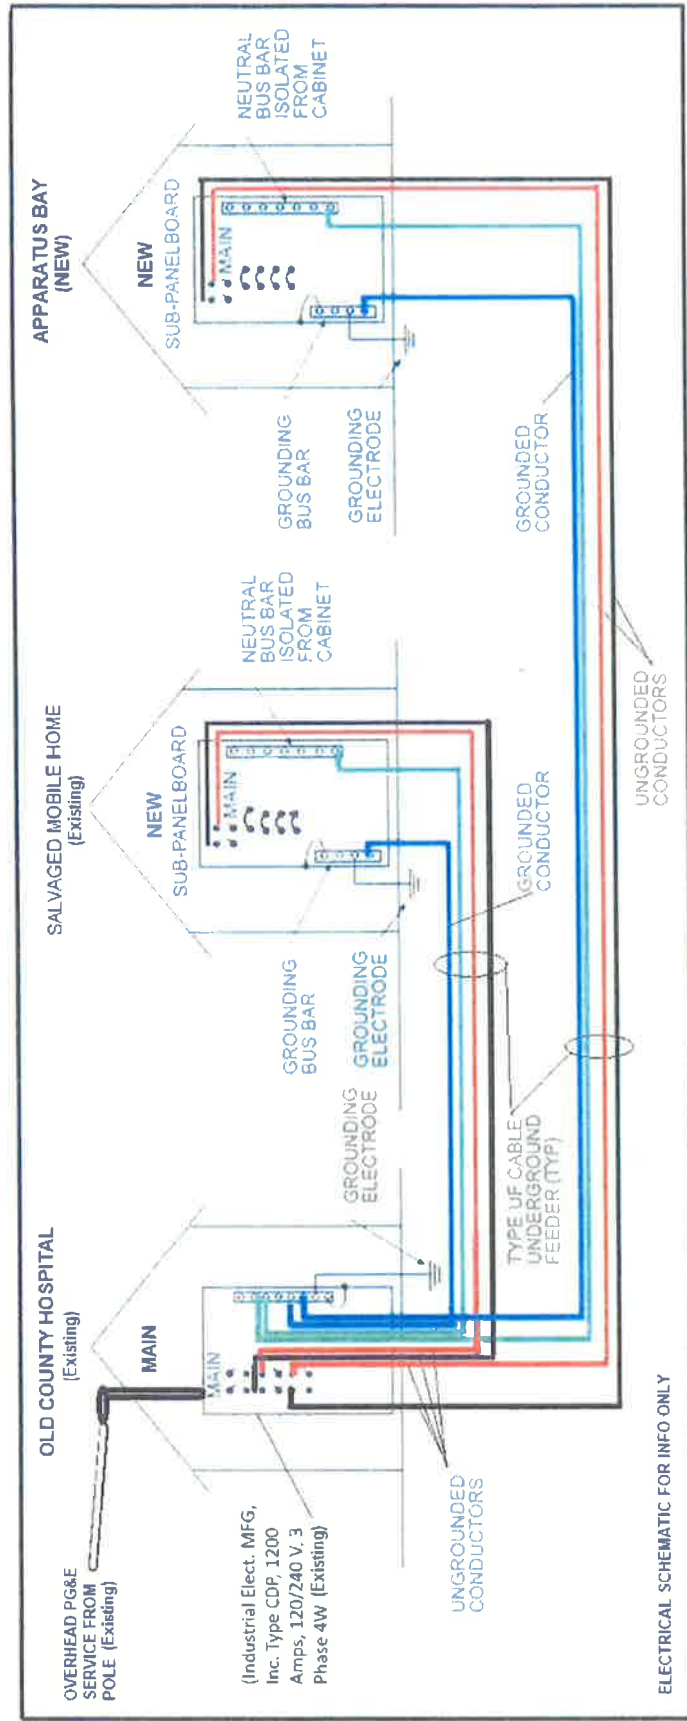 OLD COUNTY HOSPITAL
(Existing)
OVERHEAD PG&E
SERVICE FROM
POLE (Existing)
MAIN
MAIN
(Industrial Elect. MFG,
Inc. Type CDP, 1200
Amps, 120/240 V. 3
Phase 4W (Existing)
GROUNDING
ELECTRODE
UNGROUNDED
CONDUCTORS
SALVAGED MOBILE HOME
(Existing)
NEW
SUB-PANELBOARD
MAIN
NEUTRAL
BUS BAR
ISOLATED
FROM
CABINET
GROUNDING
BUS BAR
GROUNDING
ELECTRODE
GROUNDED
CONDUCTOR
TYPE UF CABLE
UNDERGROUND
FEEDER (TYP)
APPARATUS BAY
(NEW)
NEW
SUB-PANELBOARD
MAIN
NEUTRAL
BUS BAR
ISOLATED
FROM
CABINET
GROUNDING
BUS BAR
GROUNDING
ELECTRODE
GROUNDED
CONDUCTOR
UNGROUNDED
CONDUCTORS
ELECTRICAL SCHEMATIC FOR INFO ONLY